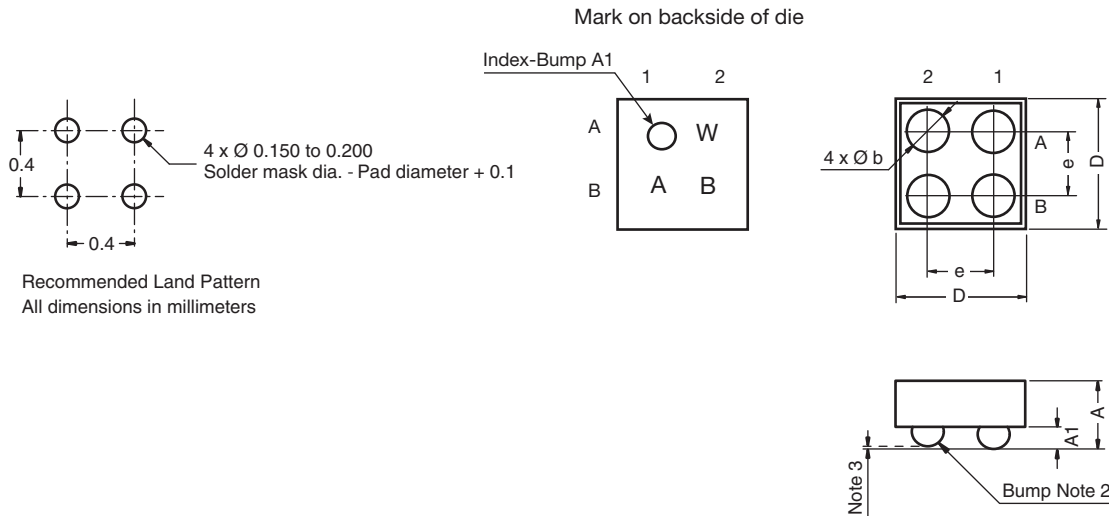 Mark on backside of die
Index-Bump A1
1 2
2 1
A W
A
4 x Ø 0.150 to 0.200
Solder mask dia. - Pad diameter + 0.1
0.4
4 x Ø b
e
D
B A B
B
0.4
e
D
Recommended Land Pattern
All dimensions in millimeters
A
A1
Note 3
Bump Note 2